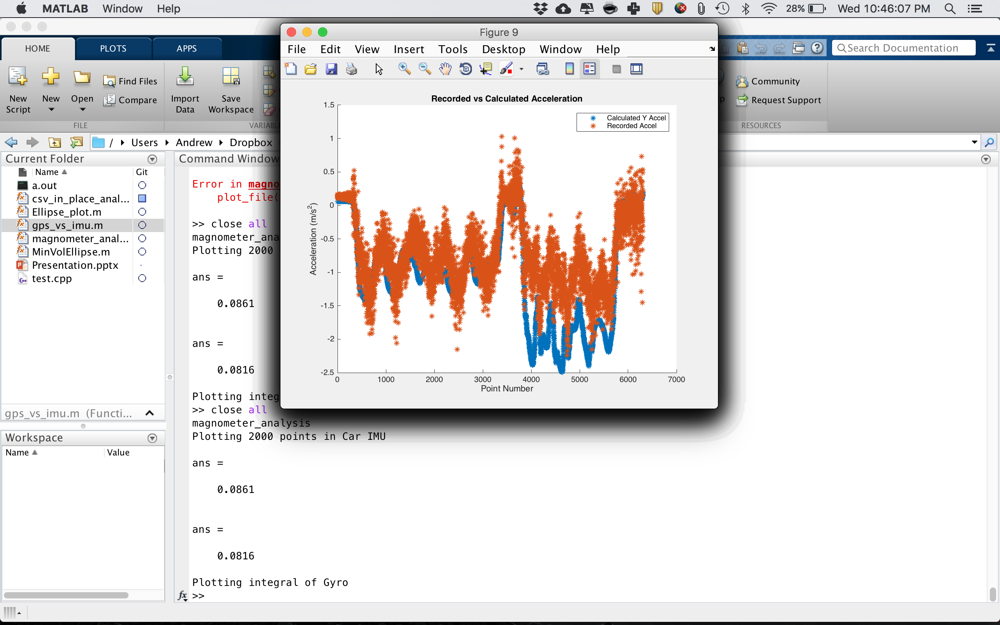 MATLAB Window Help 28% Wed 10:46:07 PM
Figure 9
File Edit View Insert Tools Desktop Window Help
HOME PLOTS APPS
Search Documentation
New Script
New
Open
Find Files
Compare
Import Data
Save Workspace
Community
Request Support
FILE
RESOURCES
/ Users Andrew Dropbox
Current Folder
Name Git
a.out
csv_in_place_anal...
Ellipse_plot.m
gps_vs_imu.m
magnometer_anal...
MinVolEllipse.m
Presentation.pptx
test.cpp
gps_vs_imu.m (Functi...
Workspace
Name Value
Command Window
Error in magno
plot_file(
>> close all
magnometer_ana
Plotting 2000
ans =
0.0861
ans =
0.0816
Plotting integ
>> close all
magnometer_analysis
Plotting 2000 points in Car IMU
ans =
0.0861
ans =
0.0816
Plotting integral of Gyro
fx >>
Recorded vs Calculated Acceleration
Calculated Y Accel
Recorded Accel
Acceleration (m/s²)
1.5
1
0.5
0
-0.5
-1
-1.5
-2
-2.5
0 1000 2000 3000 4000 5000 6000 7000
Point Number